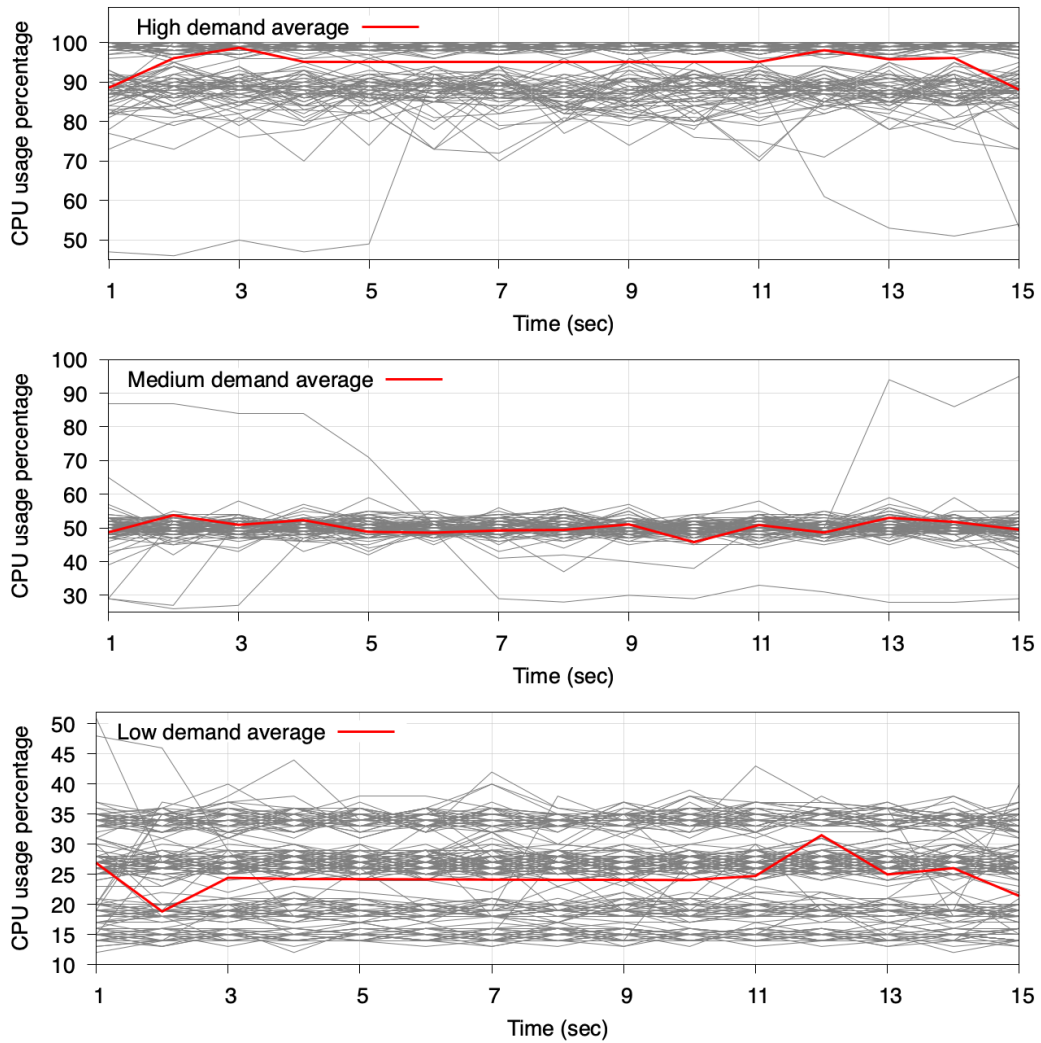 High demand average
CPU usage percentage
100
90
80
70
60
50
1 3 5 7 9 11 13 15
Time (sec)
Medium demand average
CPU usage percentage
100
90
80
70
60
50
40
30
1 3 5 7 9 11 13 15
Time (sec)
Low demand average
CPU usage percentage
50
45
40
35
30
25
20
15
10
1 3 5 7 9 11 13 15
Time (sec)